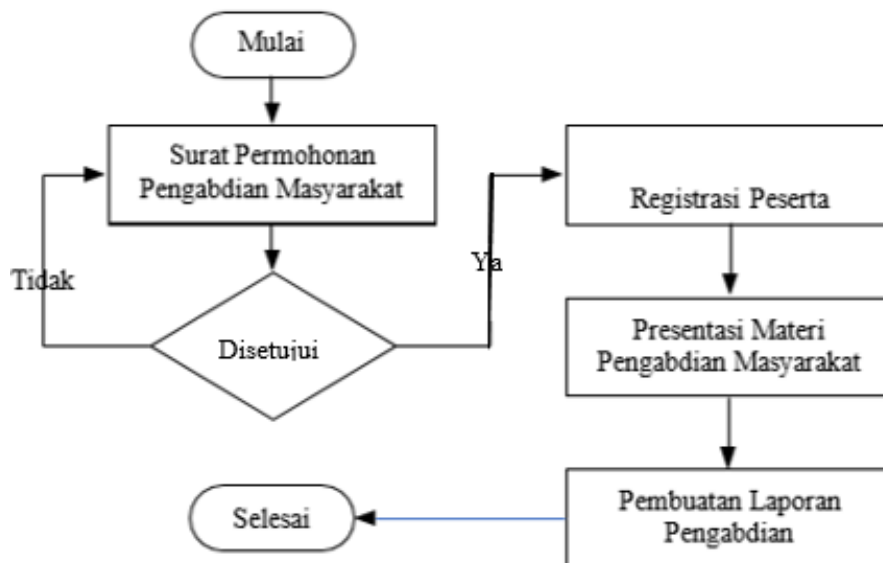 Mulai
Surat Permohonan
Pengabdian Masyarakat
Tidak
Disetujui
Ya
Registrasi Peserta
Presentasi Materi
Pengabdian Masyarakat
Pembuatan Laporan
Pengabdian
Selesai